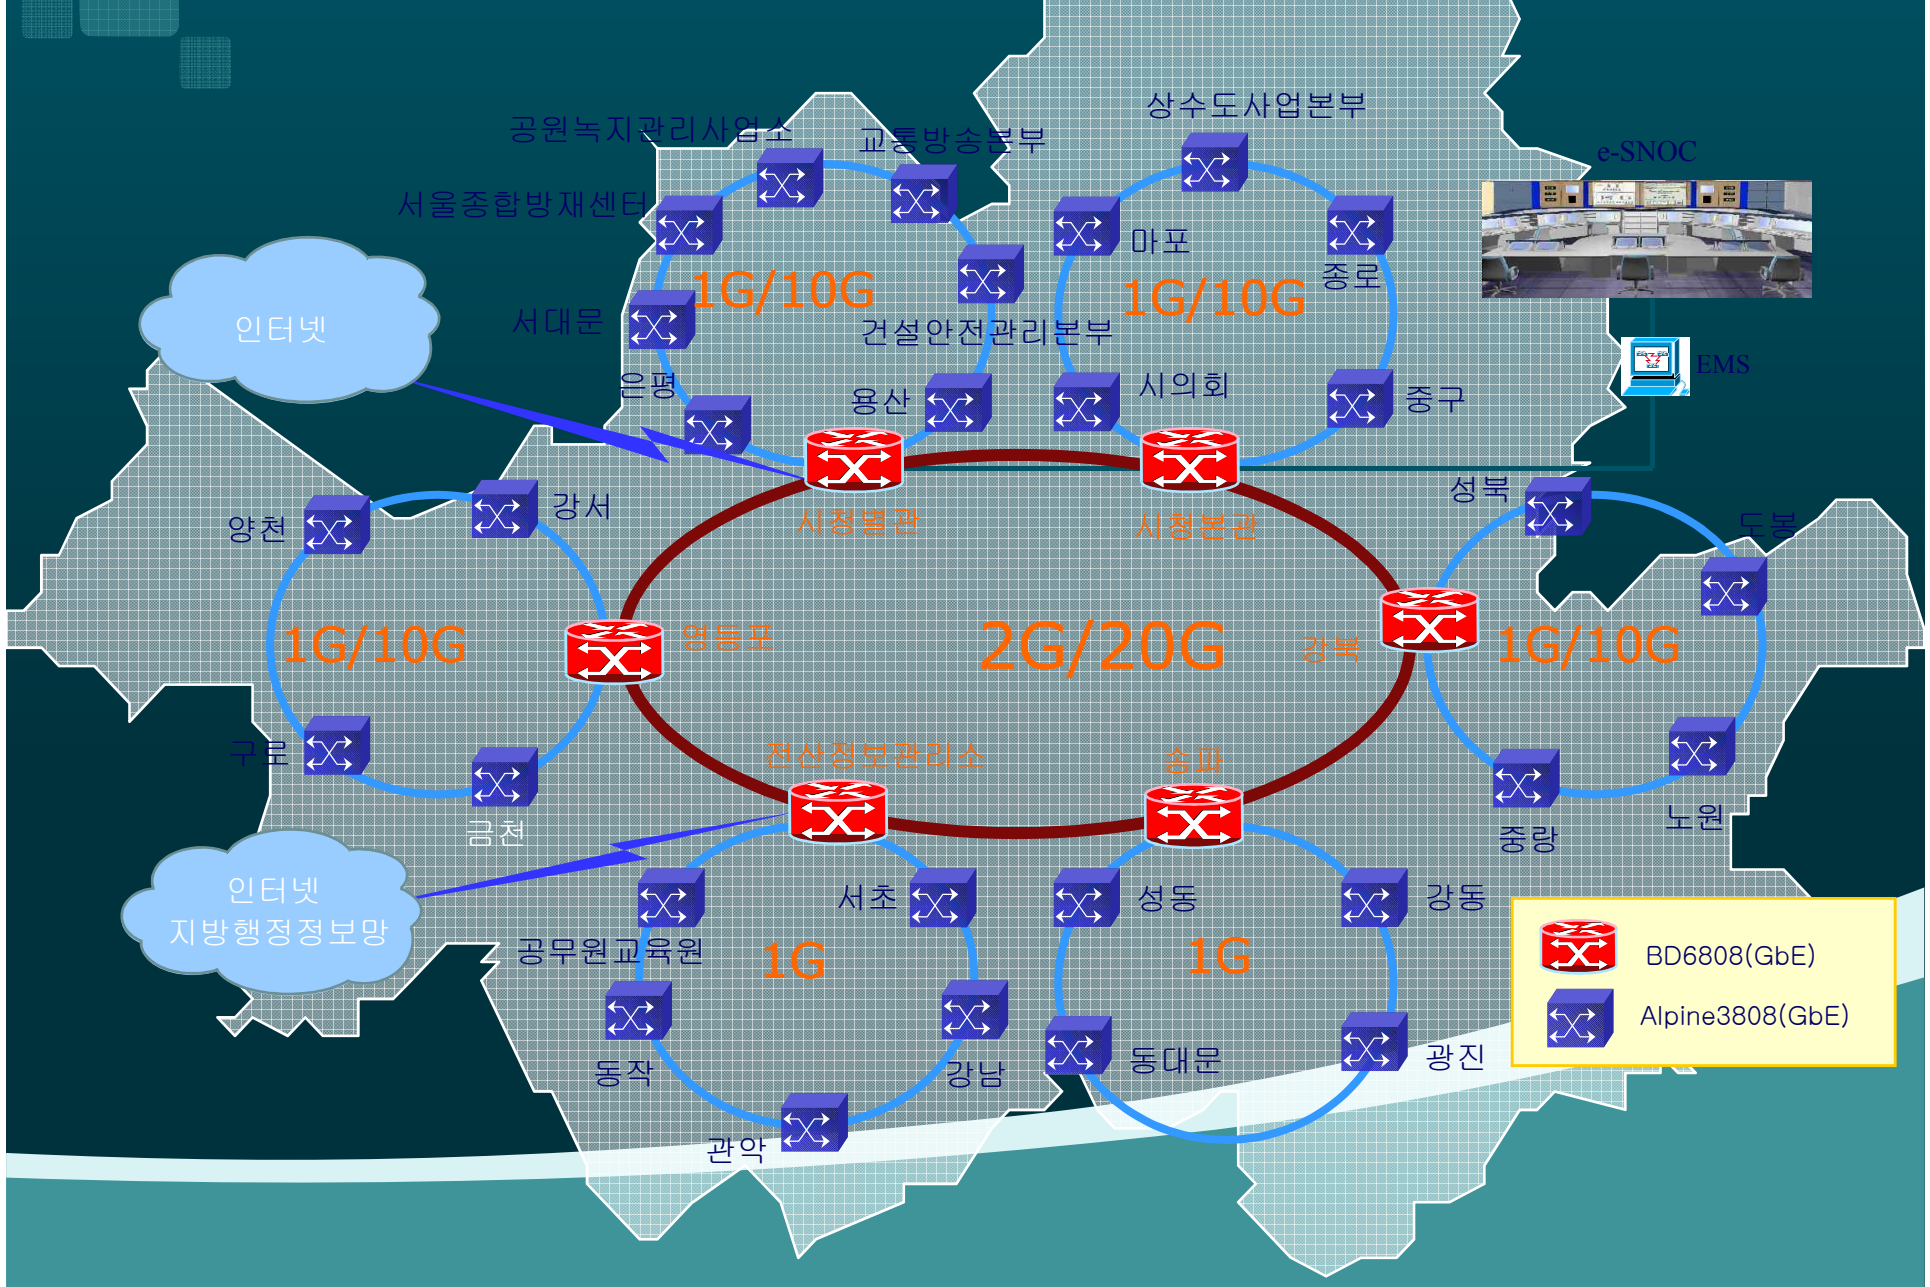 상수도사업본부
공원녹지관리사업소
교통방송본부
e-SNOC
서울종합방재센터
마포
종로
1G/10G
1G/10G
서대문
인터넷
건설안전관리본부
EMS
은평
용산
시의회
중구
성북
강서
양천
시청별관
시청본관
도봉
1G/10G
영등포
2G/20G
강북
1G/10G
구로
전산정보관리소
송파
금천
중랑
노원
인터넷
지방행정정보망
서초
성동
강동
공무원교육원
1G
1G
BD6808(GbE)
Alpine3808(GbE)
동작
강남
동대문
광진
관악